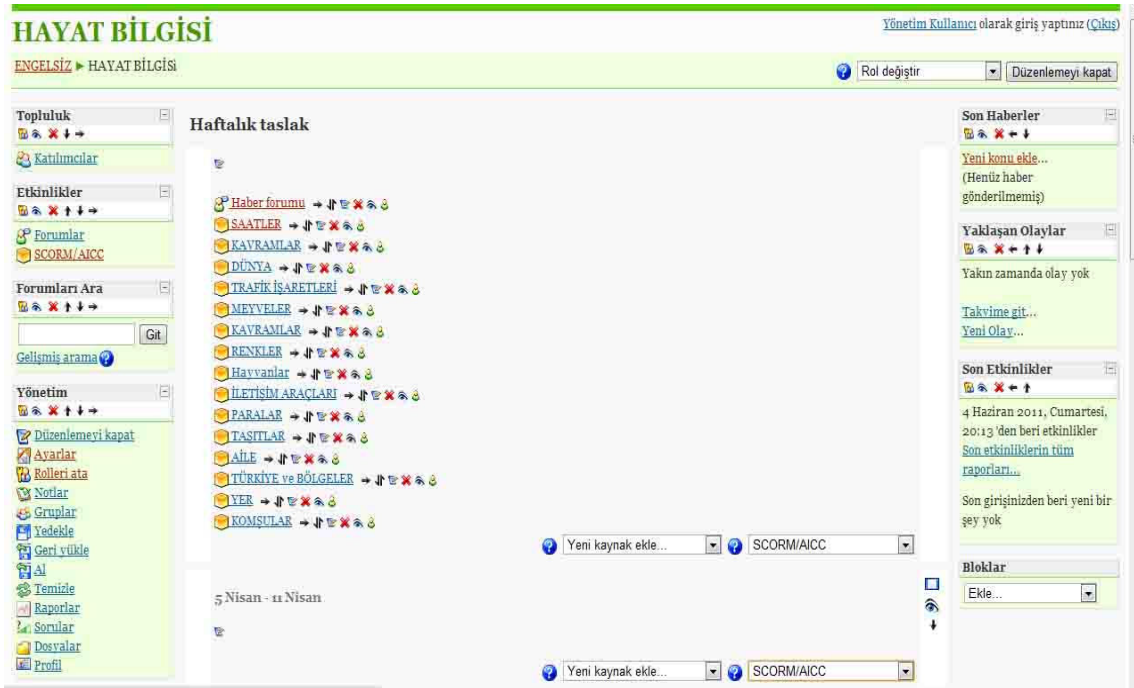 HAYAT BİLGİSİ
Yönetim Kullanıcı olarak giriş yaptınız (Çıkış)
ENGELSİZ ► HAYAT BİLGİSİ
Rol değiştir
Düzenlemeyi kapat
Topluluk
Katılımcılar
Etkinlikler
Forumlar
SCORM/AICC
Forumları Ara
Git
Gelişmiş arama
Yönetim
Düzenlemeyi kapat
Ayarlar
Rolleri ata
Notlar
Gruplar
Yedekle
Geri yükle
Al
Temizle
Raporlar
Sorular
Dosyalar
Profil
Haftalık taslak
Haber forumu
SAATLER
KAVRAMLAR
DÜNYA
TRAFİK İŞARETLERİ
MEYVELER
KAVRAMLAR
RENKLER
Hayvanlar
İLETİŞİM ARAÇLARI
PARALAR
TAŞITLAR
AİLE
TÜRKİYE ve BÖLGELER
YER
KOMŞULAR
Yeni kaynak ekle...
SCORM/AICC
5 Nisan - 11 Nisan
Yeni kaynak ekle...
SCORM/AICC
Son Haberler
Yeni konu ekle...
(Henüz haber
gönderilmemiş)
Yaklaşan Olaylar
Yakın zamanda olay yok
Takvime git...
Yeni Olay...
Son Etkinlikler
4 Haziran 2011, Cumartesi,
20:13 'den beri etkinlikler
Son etkinliklerin tüm
raporları...
Son girişinizden beri yeni bir
şey yok
Bloklar
Ekle...